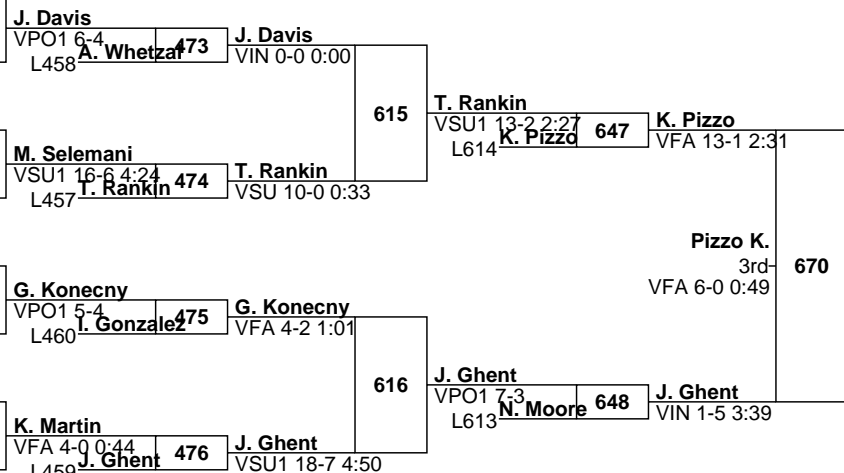 J. Davis
VPO1 6-4
L458
A. Whetzal
473
J. Davis
VIN 0-0 0:00
615
T. Rankin
VSU1 13-2 2:27
L614
K. Pizzo
647
K. Pizzo
VFA 13-1 2:31
M. Selemani
VSU1 16-6 4:24
L457
T. Rankin
474
T. Rankin
VSU 10-0 0:33
Pizzo K.
3rd
VFA 6-0 0:49
670
G. Konecny
VPO1 5-4
L460
I. Gonzalez
475
G. Konecny
VFA 4-2 1:01
616
J. Ghent
VPO1 7-3
L613
N. Moore
648
J. Ghent
VIN 1-5 3:39
K. Martin
VFA 4-0 0:44
L459
J. Ghent
476
J. Ghent
VSU1 18-7 4:50